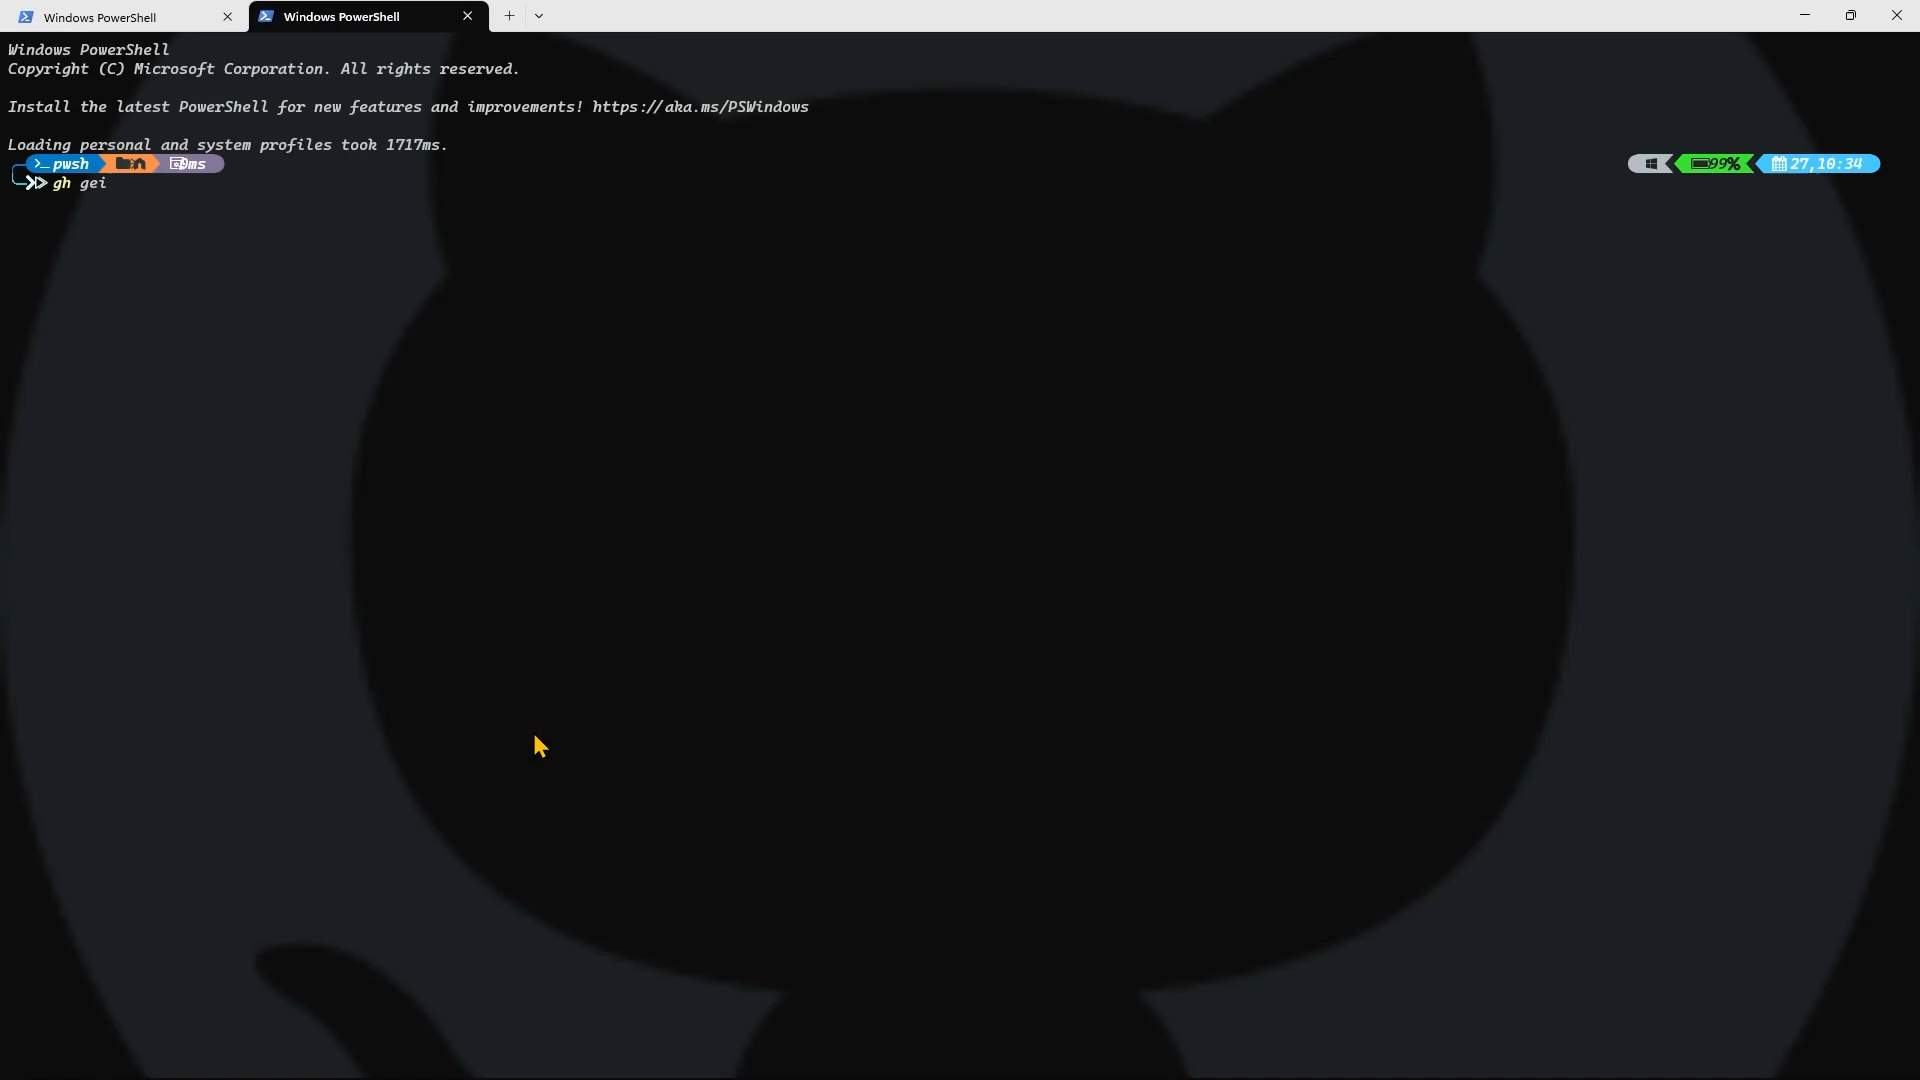 Windows PowerShell
Windows PowerShell
Windows PowerShell
Copyright (C) Microsoft Corporation. All rights reserved.
Install the latest PowerShell for new features and improvements! https://aka.ms/PSWindows
Loading personal and system profiles took 1717ms.
pwsh 0ms 99% 27,10:34
gh gei